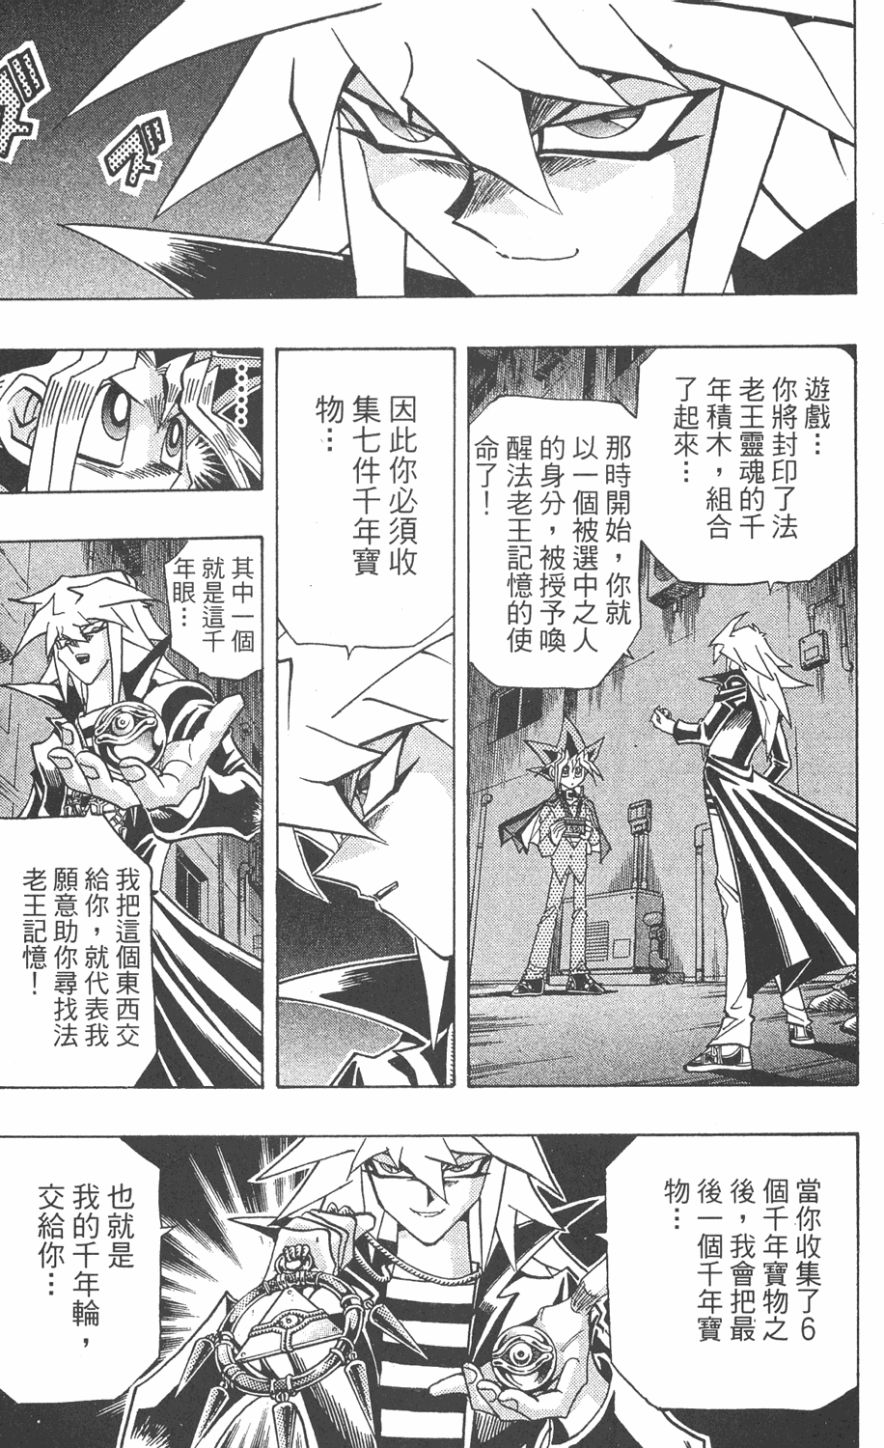 ズ
ズ
遊戲…
你將封印了法
老王靈魂的千
年積木，組合
了起來…
那時開始，你就
以一個被選中之人
的身分，被授予喚
醒法老王記憶的使
命了！
因此你必須收
集七件千年寶
物…
……
其中一個
就是這千
年眼…
我把這個東西交
給你，就代表我
願意助你尋找法
老王記憶！
當你收集了6
個千年寶物之
後，我會把最
後一個千年寶
物…
也就是
我的千年輪，
交給你…